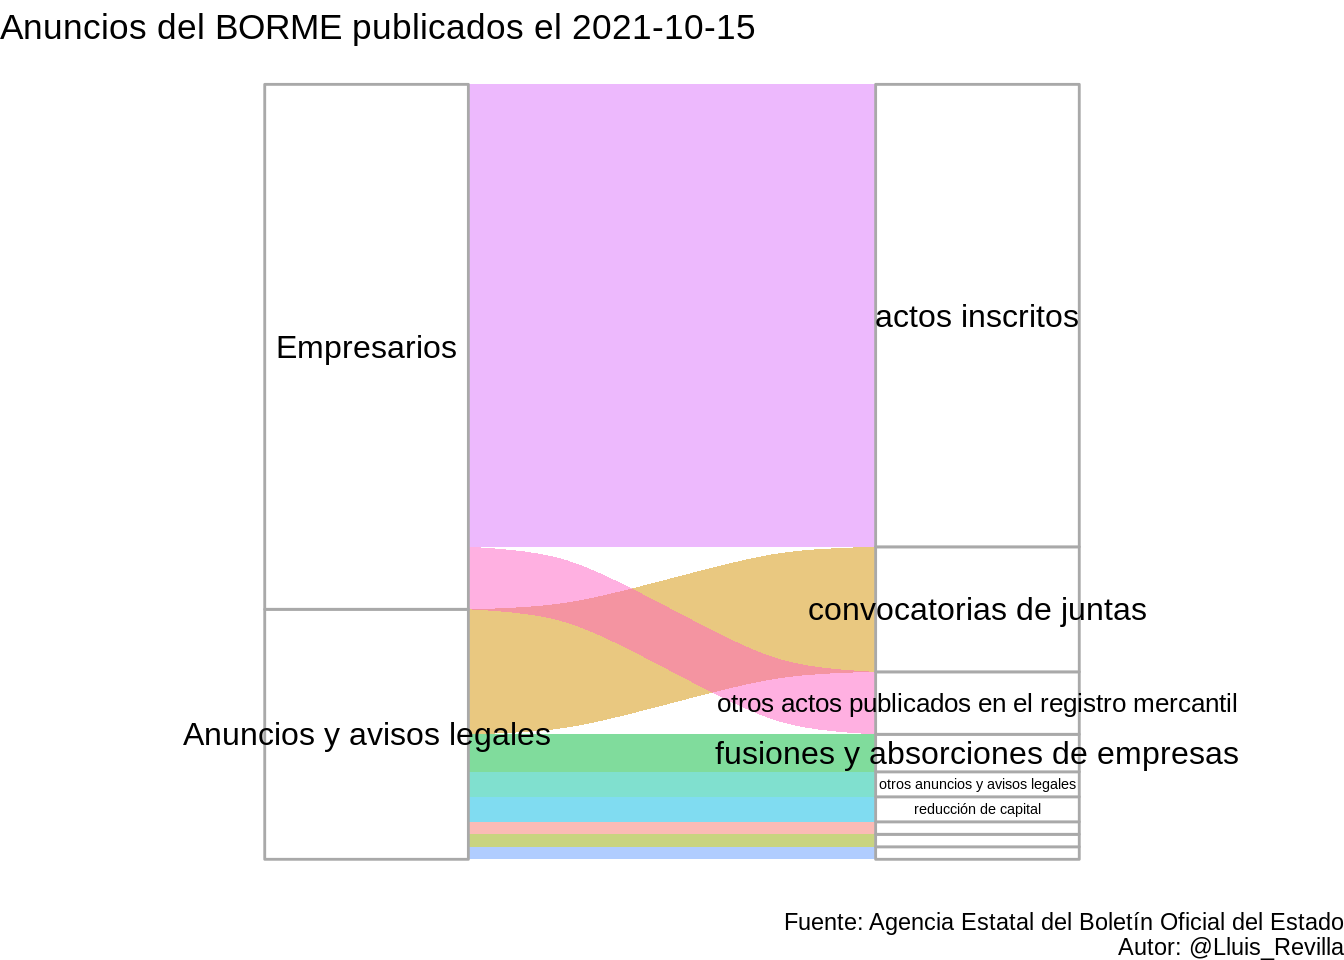 Anuncios del BORME publicados el 2021-10-15
Empresarios
actos inscritos
convocatorias de juntas
otros actos publicados en el registro mercantil
Anuncios y avisos legales
fusiones y absorciones de empresas
otros anuncios y avisos legales
reducción de capital
Fuente: Agencia Estatal del Boletín Oficial del Estado
Autor: @Lluis_Revilla